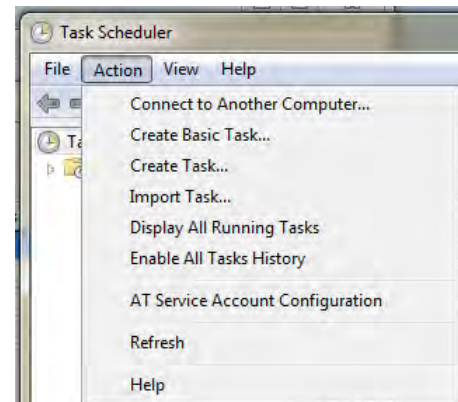 Task Scheduler
File Action View Help
Connect to Another Computer...
Create Basic Task...
Create Task...
Import Task...
Display All Running Tasks
Enable All Tasks History
AT Service Account Configuration
Refresh
Help